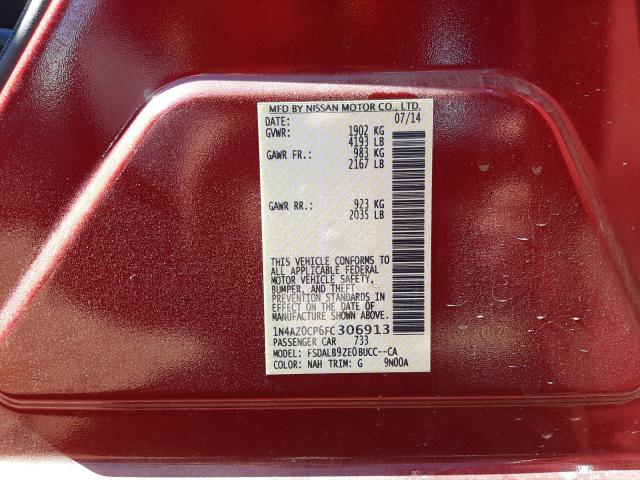 MFD BY NISSAN MOTOR CO., LTD.
DATE: 07/14
GVWR: 1902 KG
4193 LB
GAWR FR.: 983 KG
2167 LB
GAWR RR.: 923 KG
2035 LB
THIS VEHICLE CONFORMS TO
ALL APPLICABLE FEDERAL
MOTOR VEHICLE SAFETY,
BUMPER, AND THEFT
PREVENTION STANDARDS IN
EFFECT ON THE DATE OF
MANUFACTURE SHOWN ABOVE.
1N4AZ0CP6FC306913
PASSENGER CAR 733
MODEL: FSDALB9ZE0BUCC--CA
COLOR: NAH TRIM: G 9N00A